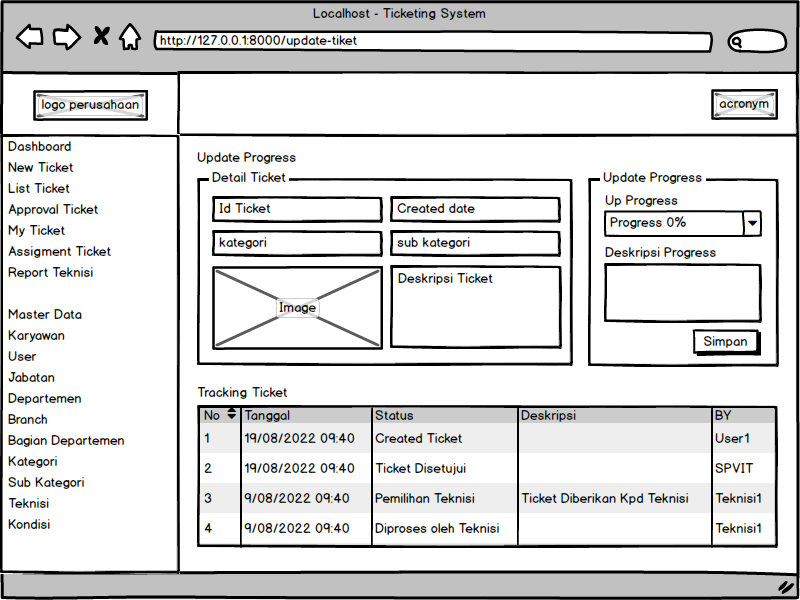 Localhost - Ticketing System
http://127.0.0.1:8000/update-tiket
logo perusahaan
acronym
Dashboard
New Ticket
List Ticket
Approval Ticket
My Ticket
Assigment Ticket
Report Teknisi
Master Data
Karyawan
User
Jabatan
Departemen
Branch
Bagian Departemen
Kategori
Sub Kategori
Teknisi
Kondisi
Update Progress
Detail Ticket
Id Ticket
Created date
kategori
sub kategori
Image
Deskripsi Ticket
Update Progress
Up Progress
Progress 0%
Deskripsi Progress
Simpan
Tracking Ticket
No Tanggal Status Deskripsi BY
1 19/08/2022 09:40 Created Ticket User1
2 19/08/2022 09:40 Ticket Disetujui SPVIT
3 9/08/2022 09:40 Pemilihan Teknisi Ticket Diberikan Kpd Teknisi Teknisi1
4 9/08/2022 09:40 Diproses oleh Teknisi Teknisi1